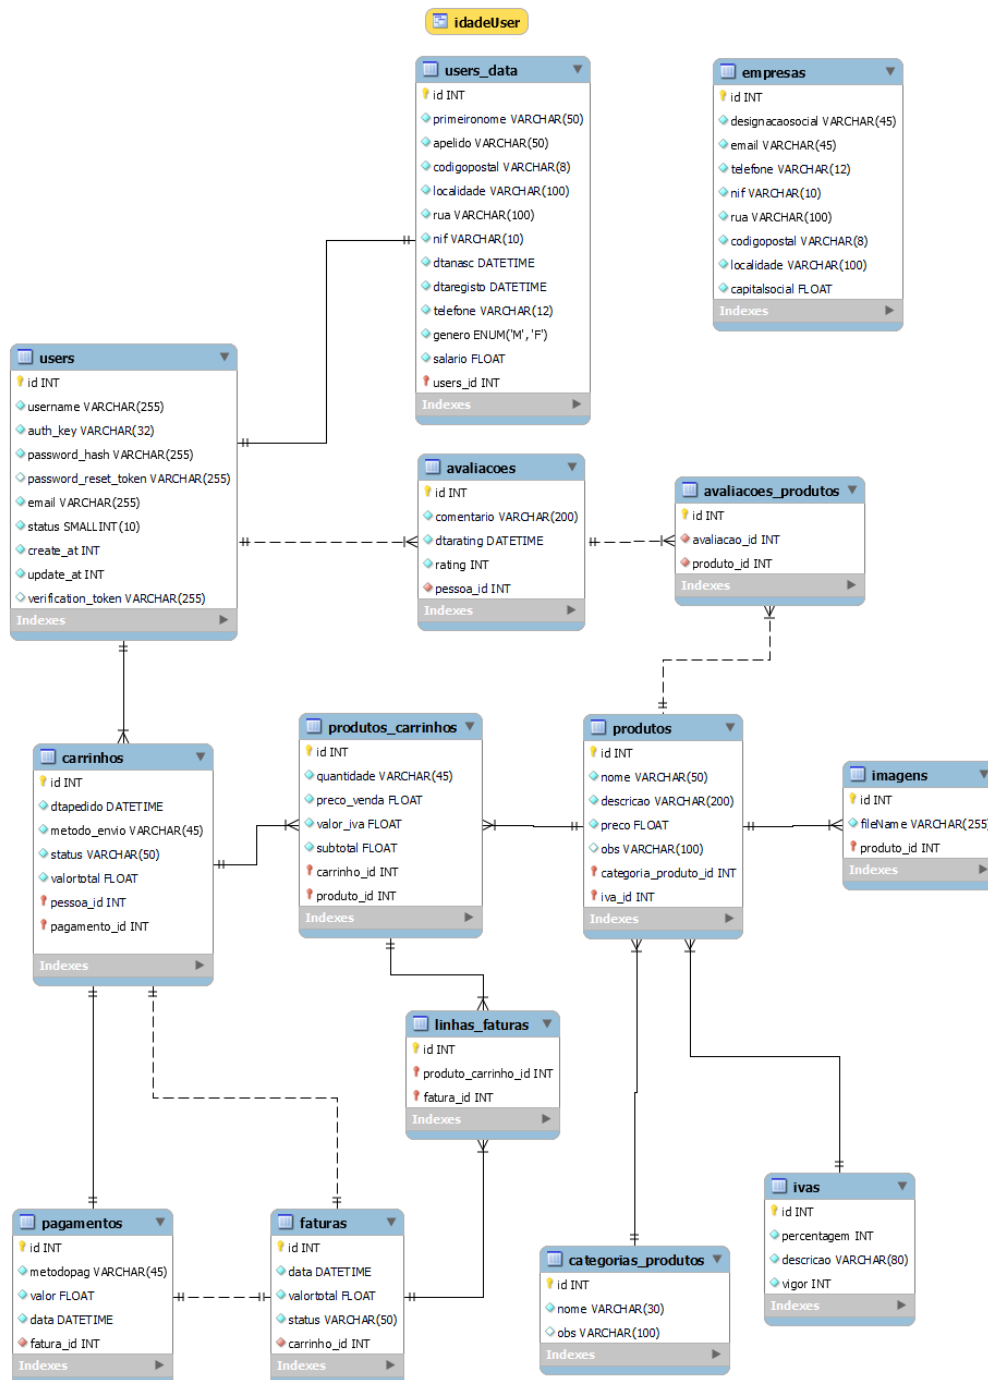 idadeUser
users_data
id INT
primeironome VARCHAR(50)
apelido VARCHAR(50)
codigopostal VARCHAR(8)
localidade VARCHAR(100)
rua VARCHAR(100)
nif VARCHAR(10)
dtanasc DATETIME
dtaregisto DATETIME
telefone VARCHAR(12)
genero ENUM('M', 'F')
salario FLOAT
users_id INT
Indexes
empresas
id INT
designacaosocial VARCHAR(45)
email VARCHAR(45)
telefone VARCHAR(12)
nif VARCHAR(10)
rua VARCHAR(100)
codigopostal VARCHAR(8)
localidade VARCHAR(100)
capitalsocial FLOAT
Indexes
users
id INT
username VARCHAR(255)
auth_key VARCHAR(32)
password_hash VARCHAR(255)
password_reset_token VARCHAR(255)
email VARCHAR(255)
status SMALLINT(10)
create_at INT
update_at INT
verification_token VARCHAR(255)
Indexes
avaliacoes
id INT
comentario VARCHAR(200)
dtarating DATETIME
rating INT
pessoa_id INT
Indexes
avaliacoes_produtos
id INT
avaliacao_id INT
produto_id INT
Indexes
carrinhos
id INT
dtapedido DATETIME
metodo_envio VARCHAR(45)
status VARCHAR(50)
valortotal FLOAT
pessoa_id INT
pagamento_id INT
Indexes
produtos_carrinhos
id INT
quantidade VARCHAR(45)
preco_venda FLOAT
valor_iva FLOAT
subtotal FLOAT
carrinho_id INT
produto_id INT
Indexes
produtos
id INT
nome VARCHAR(50)
descricao VARCHAR(200)
preco FLOAT
obs VARCHAR(100)
categoria_produto_id INT
iva_id INT
Indexes
imagens
id INT
fileName VARCHAR(255)
produto_id INT
Indexes
linhas_faturas
id INT
produto_carrinho_id INT
fatura_id INT
Indexes
pagamentos
id INT
metodopag VARCHAR(45)
valor FLOAT
data DATETIME
fatura_id INT
Indexes
faturas
id INT
data DATETIME
valortotal FLOAT
status VARCHAR(50)
carrinho_id INT
Indexes
categorias_produtos
id INT
nome VARCHAR(30)
obs VARCHAR(100)
Indexes
ivas
id INT
percentagem INT
descricao VARCHAR(80)
vigor INT
Indexes